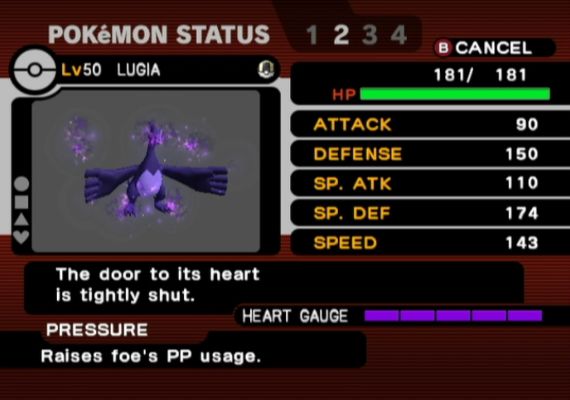 POKéMON STATUS
1 2 3 4
B CANCEL
Lv50 LUGIA
181/ 181
HP
ATTACK 90
DEFENSE 150
SP. ATK 110
SP. DEF 174
SPEED 143
The door to its heart
is tightly shut.
HEART GAUGE
PRESSURE
Raises foe's PP usage.